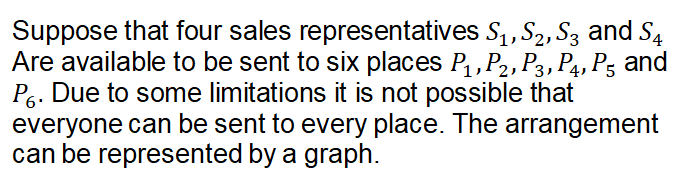 Suppose that four sales representatives S₁, S₂, S₃ and S₄
Are available to be sent to six places P₁, P₂, P₃, P₄, P₅ and
P₆. Due to some limitations it is not possible that
everyone can be sent to every place. The arrangement
can be represented by a graph.